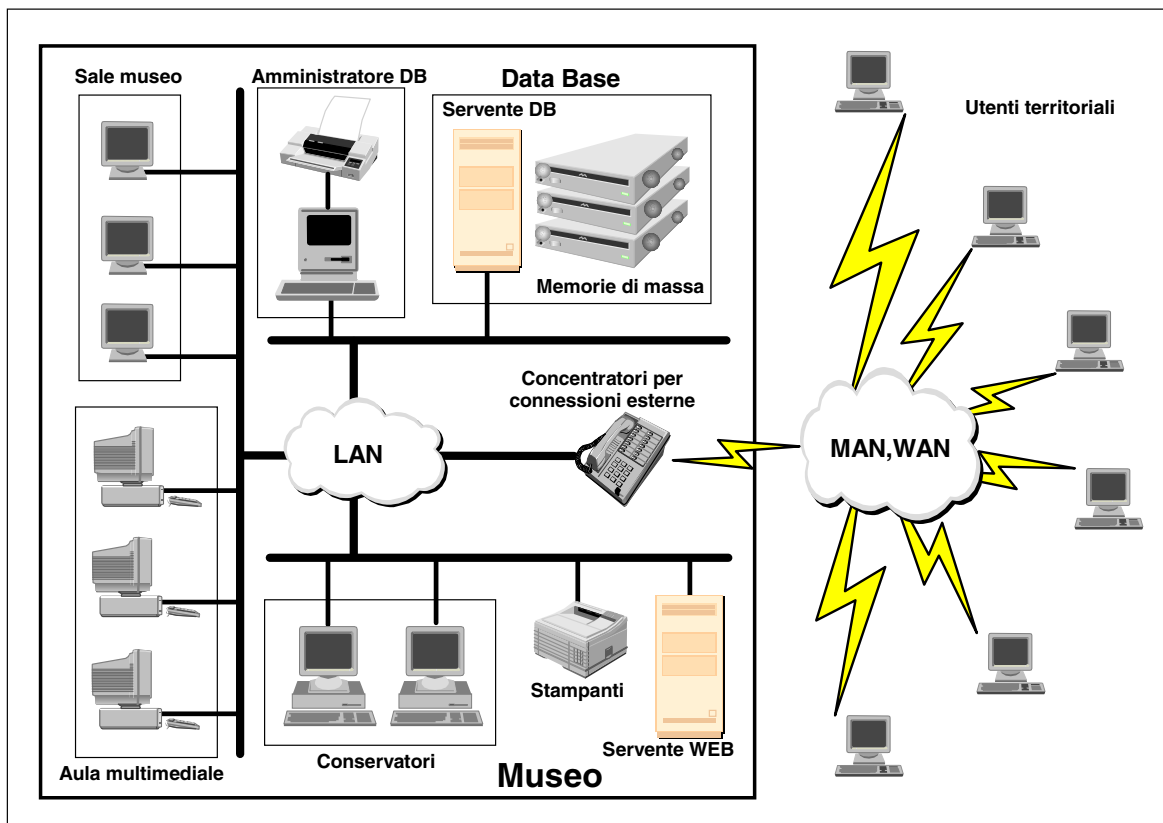 Sale museo
Amministratore DB
Data Base
Servente DB
Memorie di massa
Utenti territoriali
Concentratori per
connessioni esterne
LAN
MAN,WAN
Aula multimediale
Conservatori
Stampanti
Servente WEB
Museo